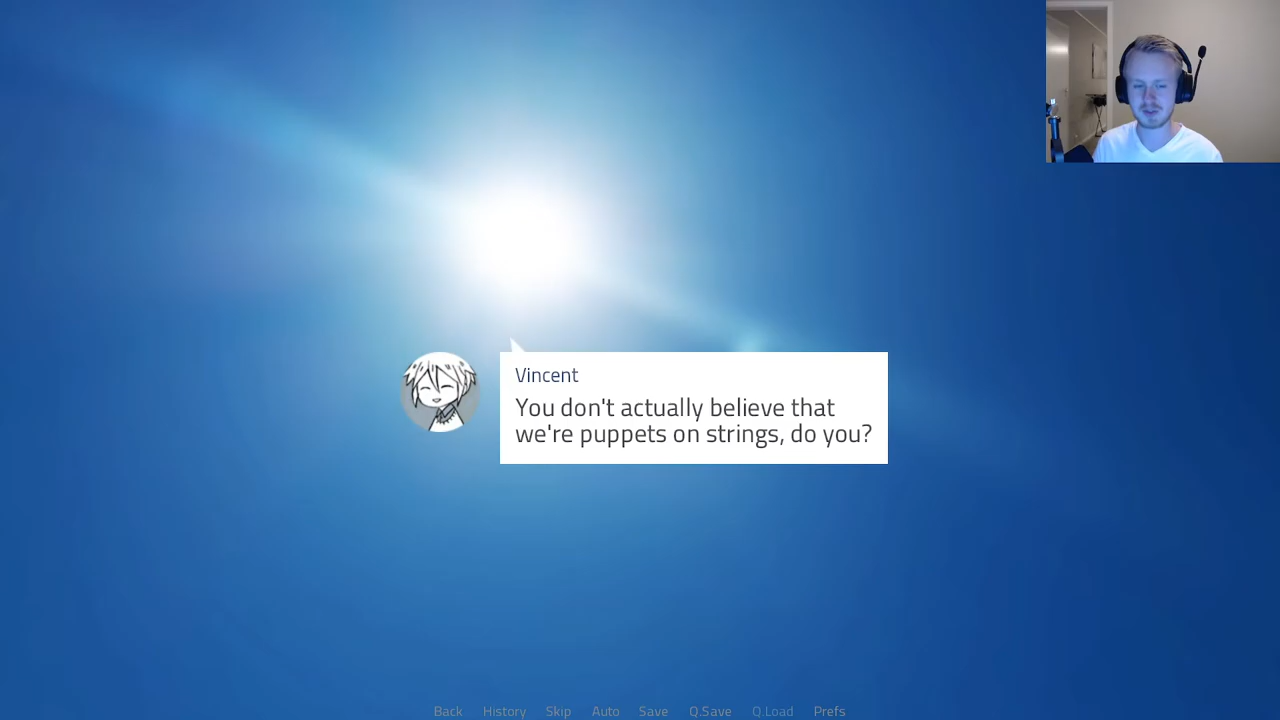 Vincent
You don't actually believe that
we're puppets on strings, do you?
Back History Skip Auto Save Q.Save Q.Load Prefs